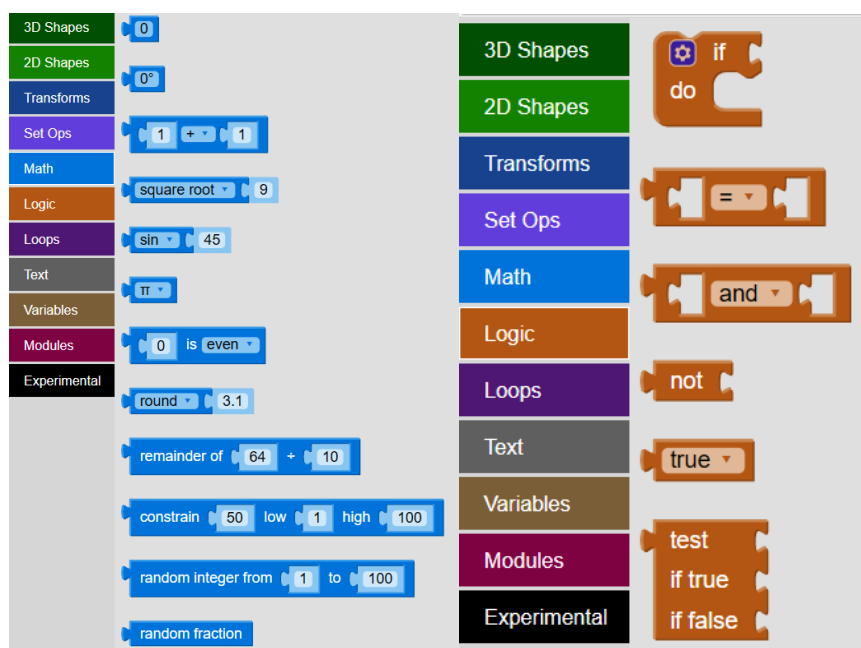 3D Shapes
2D Shapes
Transforms
Set Ops
Math
Logic
Loops
Text
Variables
Modules
Experimental
0
0°
1 + 1
square root 9
sin 45
π
0 is even
round 3.1
remainder of 64 ÷ 10
constrain 50 low 1 high 100
random integer from 1 to 100
random fraction
3D Shapes
2D Shapes
Transforms
Set Ops
Math
Logic
Loops
Text
Variables
Modules
Experimental
if
do
=
and
not
true
test
if true
if false